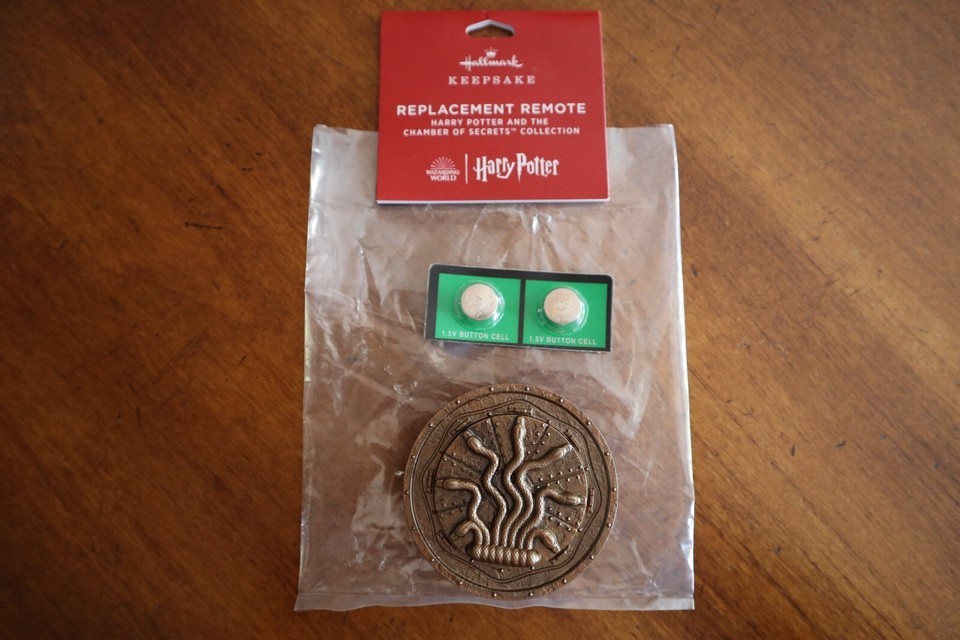 Hallmark
KEEPSAKE
REPLACEMENT REMOTE
HARRY POTTER AND THE
CHAMBER OF SECRETS™ COLLECTION
WIZARDING
WORLD
Harry Potter
1.5V BUTTON CELL
1.5V BUTTON CELL